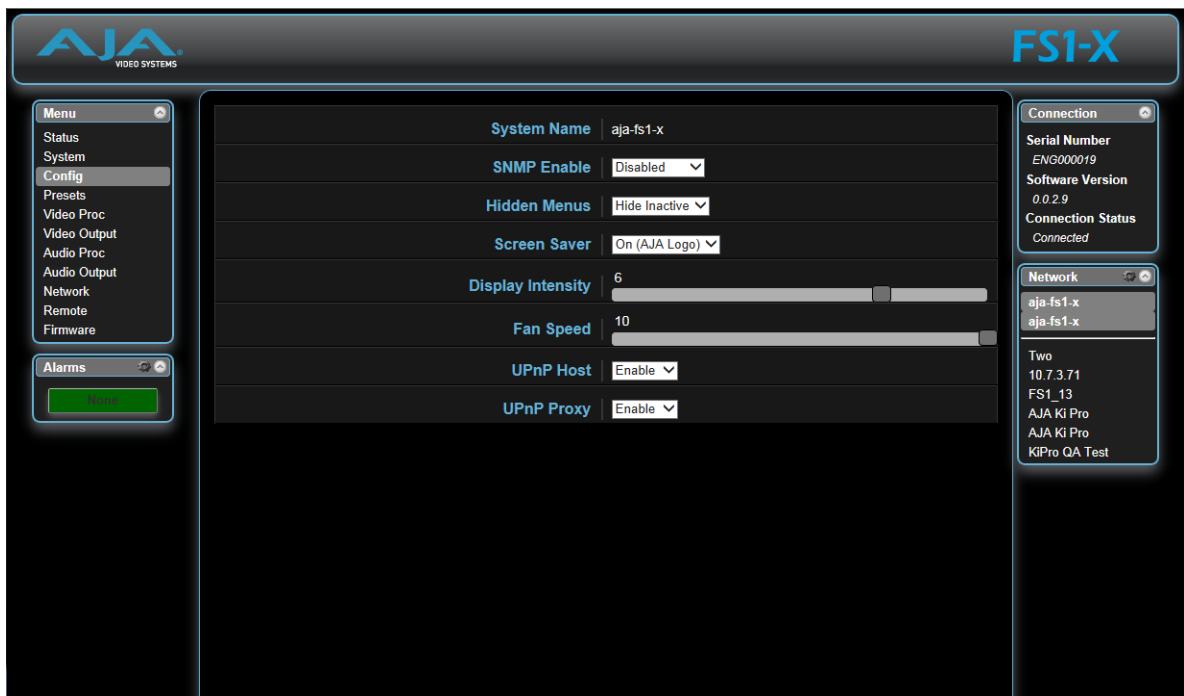 AJA
VIDEO SYSTEMS
FS1-X
Menu
Status
System
Config
Presets
Video Proc
Video Output
Audio Proc
Audio Output
Network
Remote
Firmware
Alarms
None
System Name aja-fs1-x
SNMP Enable Disabled
Hidden Menus Hide Inactive
Screen Saver On (AJA Logo)
Display Intensity 6
Fan Speed 10
UPnP Host Enable
UPnP Proxy Enable
Connection
Serial Number
ENG000019
Software Version
0.0.2.9
Connection Status
Connected
Network
aja-fs1-x
aja-fs1-x
Two
10.7.3.71
FS1_13
AJA Ki Pro
AJA Ki Pro
KiPro QA Test